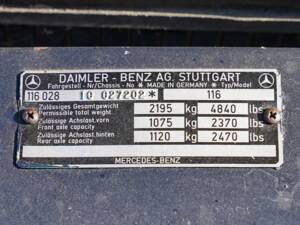 DAIMLER - BENZ AG. STUTTGART
Fahrgestell - Nr/Chassis - No ✶ MADE IN GERMANY ✶ Typ/Model
116 028 10 027202 ✶ 116
Zulässiges Gesamtgewicht
Permissible total weight 2195 kg 4840 lbs
Zulässige Achslast, vorn
Front axle capacity 1075 kg 2370 lbs
Zulässige Achslast, hinten
Rear axle capacity 1120 kg 2470 lbs
MERCEDES-BENZ